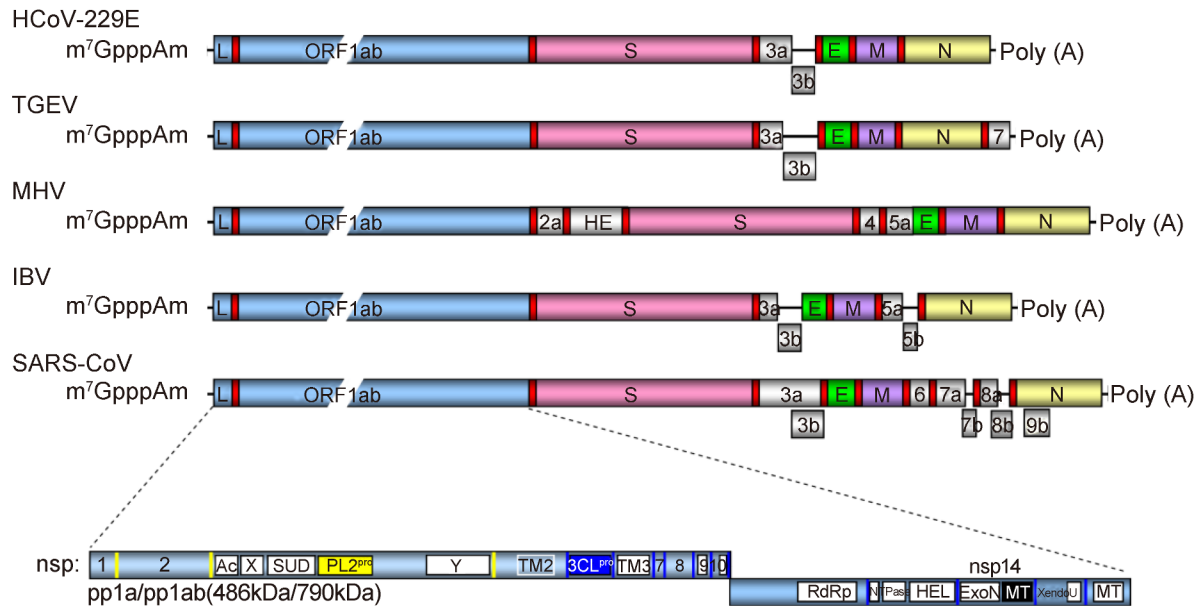 HCoV-229E
m⁷GpppAm L ORF1ab S 3a E M N Poly (A)
3b
TGEV
m⁷GpppAm L ORF1ab S 3a E M N 7 Poly (A)
3b
MHV
m⁷GpppAm L ORF1ab 2a HE S 4 5a E M N Poly (A)
IBV
m⁷GpppAm L ORF1ab S 3a E M 5a N Poly (A)
3b 5b
SARS-CoV
m⁷GpppAm L ORF1ab S 3a E M 6 7a 8a N Poly (A)
3b 7b 8b 9b
nsp: 1 2 Ac X SUD PL2ᵖʳᵒ Y TM2 3CLᵖʳᵒ TM3 7 8 9 10
nsp14
pp1a/pp1ab(486kDa/790kDa)
RdRp N TPase HEL ExoN MT XendoU MT